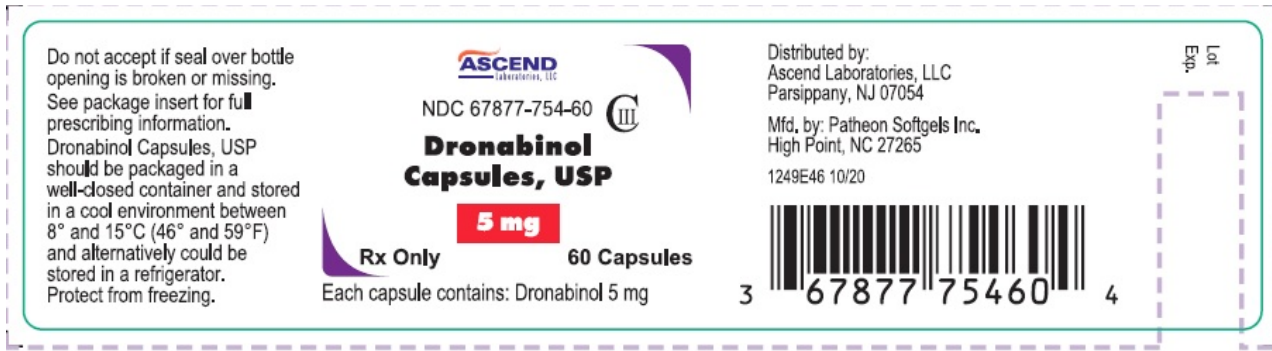 Do not accept if seal over bottle
opening is broken or missing.
See package insert for full
prescribing information.
Dronabinol Capsules, USP
should be packaged in a
well-closed container and stored
in a cool environment between
8° and 15°C (46° and 59°F)
and alternatively could be
stored in a refrigerator.
Protect from freezing.
ASCEND
Laboratories, LLC
NDC 67877-754-60 CIII
Dronabinol
Capsules, USP
5 mg
Rx Only 60 Capsules
Each capsule contains: Dronabinol 5 mg
Distributed by:
Ascend Laboratories, LLC
Parsippany, NJ 07054
Mfd. by: Patheon Softgels Inc.
High Point, NC 27265
1249E46 10/20
3 67877 75460 4
Lot
Exp.